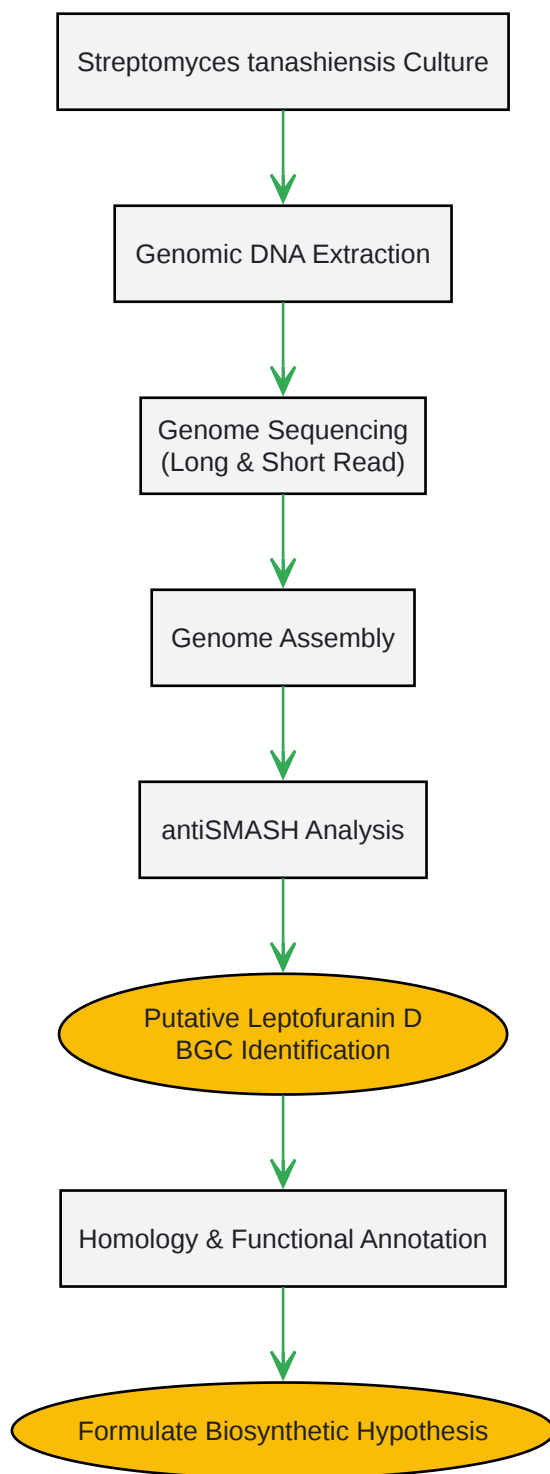 Streptomyces tanashiensis Culture
Genomic DNA Extraction
Genome Sequencing
(Long & Short Read)
Genome Assembly
antiSMASH Analysis
Putative Leptofuranin D
BGC Identification
Homology & Functional Annotation
Formulate Biosynthetic Hypothesis